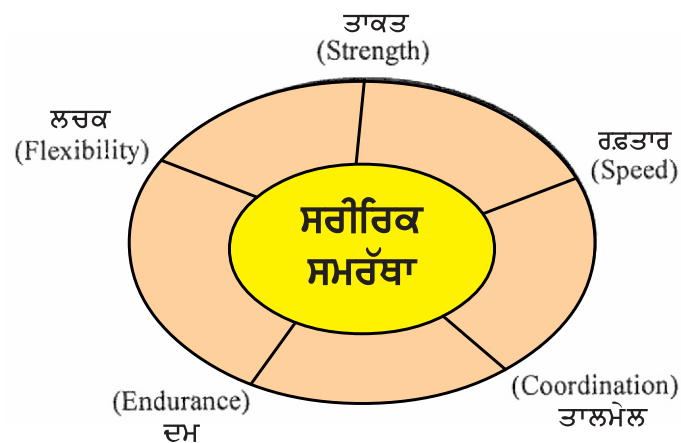 ਤਾਕਤ
(Strength)
ਲਚਕ
(Flexibility)
ਰਫ਼ਤਾਰ
(Speed)
ਸਰੀਰਿਕ
ਸਮਰੱਥਾ
(Endurance)
ਦਮ
(Coordination)
ਤਾਲਮੇਲ